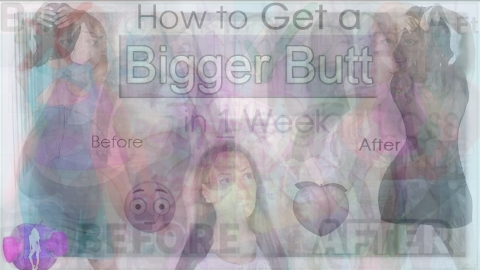 How to Get a
Bigger Butt
in 1 Week
Before
After
BEFORE
AFTER